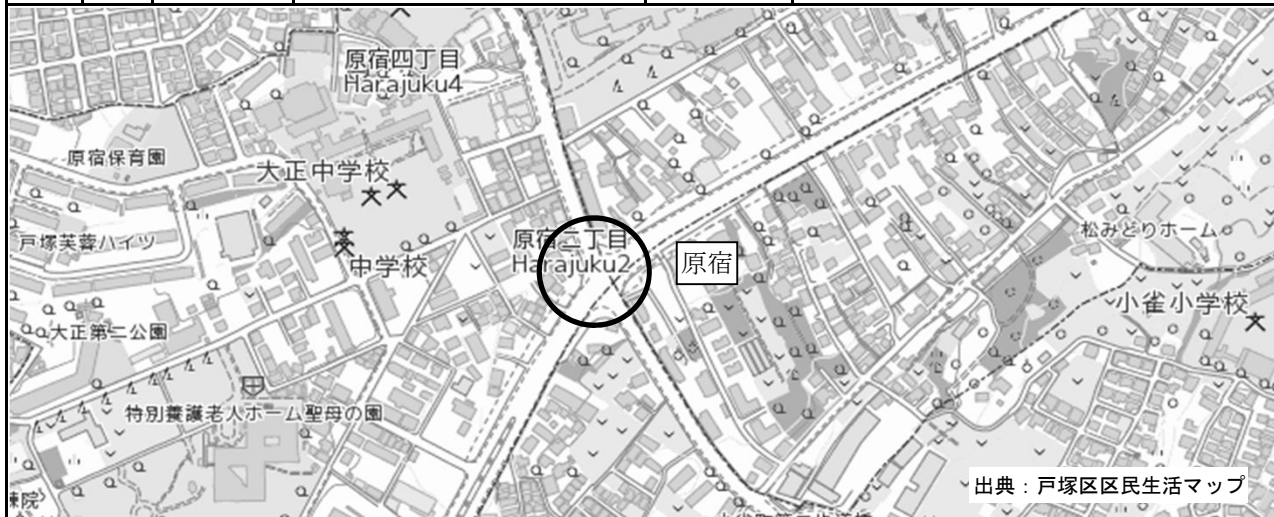 原宿四丁目
Harajuku4
原宿保育園
大正中学校
戸塚芙蓉ハイツ
中学校
原宿二丁目
Harajuku2
原宿
松みどりホーム
小雀小学校
大正第二公園
特別養護老人ホーム聖母の園
出典：戸塚区区民生活マップ